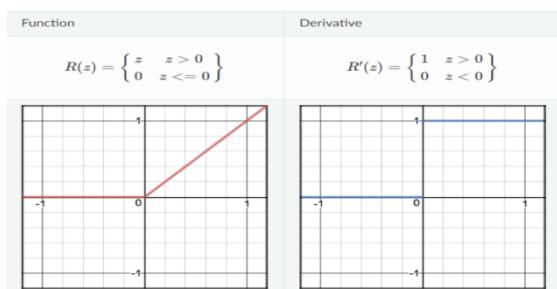 Function Derivative
R(z) = { z z > 0
0 z <= 0 }
R′(z) = { 1 z > 0
0 z < 0 }
1
-1 0 1
-1
1
-1 0 1
-1